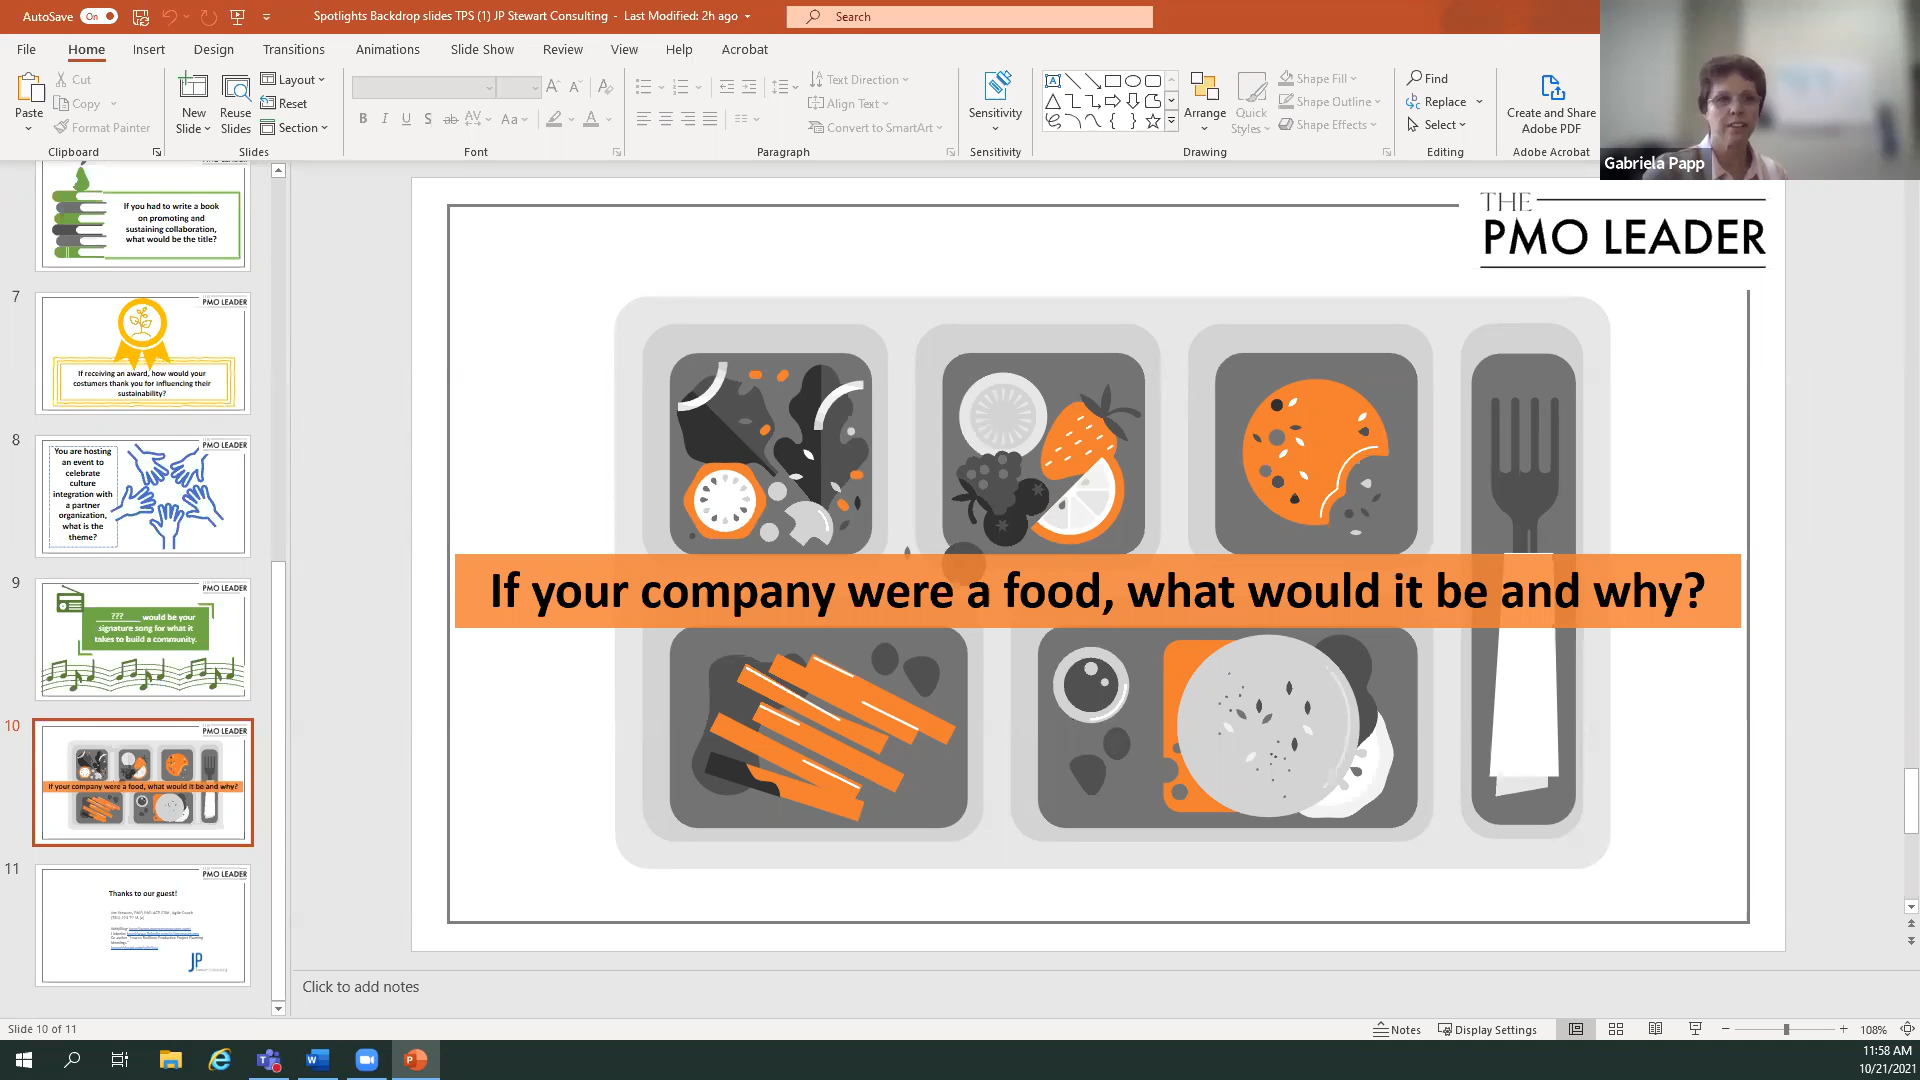 AutoSave On
Spotlights Backdrop slides TPS (1) JP Stewart Consulting - Last Modified: 2h ago
Search
File Home Insert Design Transitions Animations Slide Show Review View Help Acrobat
Paste
Cut
Copy
Format Painter
Clipboard
New Slide
Reuse Slides
Layout
Reset
Section
Slides
B I U S ab AV Aa A
Font
Text Direction
Align Text
Convert to SmartArt
Paragraph
Sensitivity
Sensitivity
Arrange
Quick Styles
Shape Fill
Shape Outline
Shape Effects
Drawing
Find
Replace
Select
Editing
Create and Share Adobe PDF
Adobe Acrobat
Gabriela Papp
If you had to write a book
on promoting and
sustaining collaboration,
what would be the title?
7
PMO LEADER
If receiving an award, how would your
costumers thank you for influencing their
sustainability?
8
PMO LEADER
You are hosting
an event to
celebrate
culture
integration with
a partner
organization,
what is the
theme?
9
PMO LEADER
??? would be your
signature song for what it
takes to build a community.
10
PMO LEADER
If your company were a food, what would it be and why?
11
PMO LEADER
Thanks to our guest!
JP
THE
PMO LEADER
If your company were a food, what would it be and why?
Click to add notes
Slide 10 of 11
Notes
Display Settings
108%
11:58 AM
10/21/2021